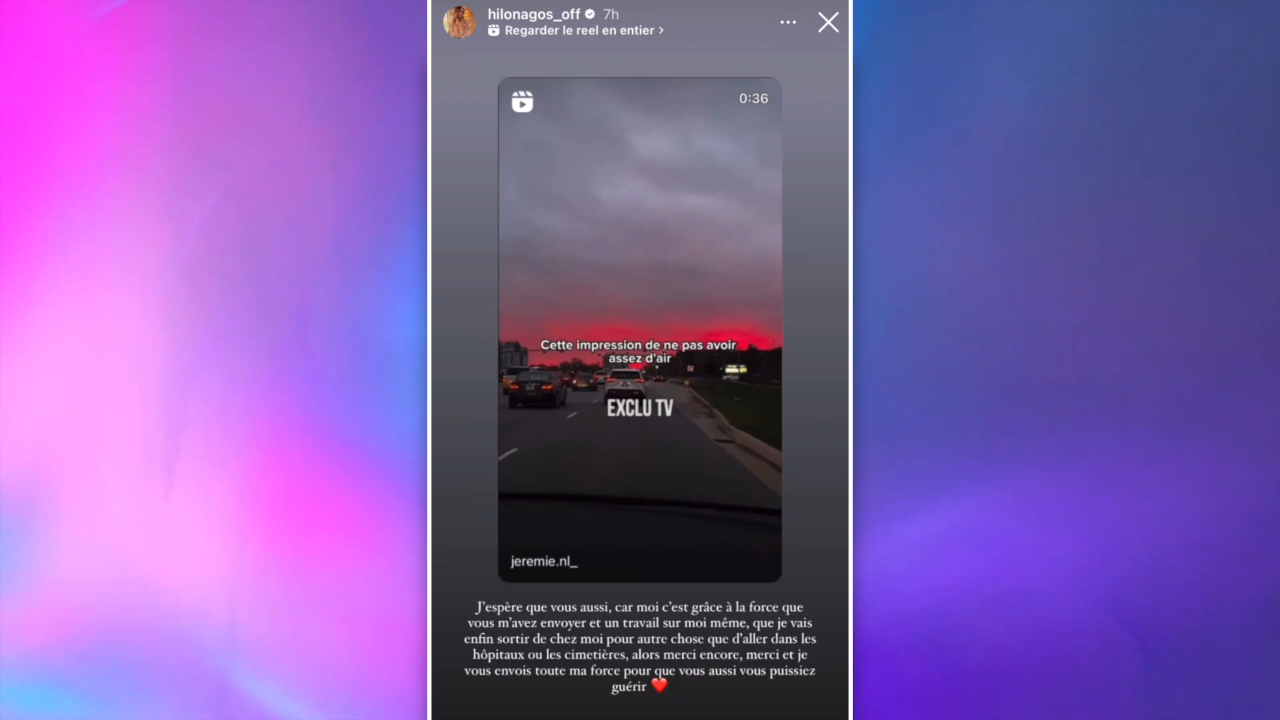 hilonagos_off 7h
Regarder le reel en entier >
0:36
Cette impression de ne pas avoir
assez d'air
EXCLU TV
jeremie.nl_
J'espère que vous aussi, car moi c'est grâce à la force que
vous m'avez envoyer et un travail sur moi même, que je vais
enfin sortir de chez moi pour autre chose que d'aller dans les
hôpitaux ou les cimetières, alors merci encore, merci et je
vous envois toute ma force pour que vous aussi vous puissiez
guérir ❤️